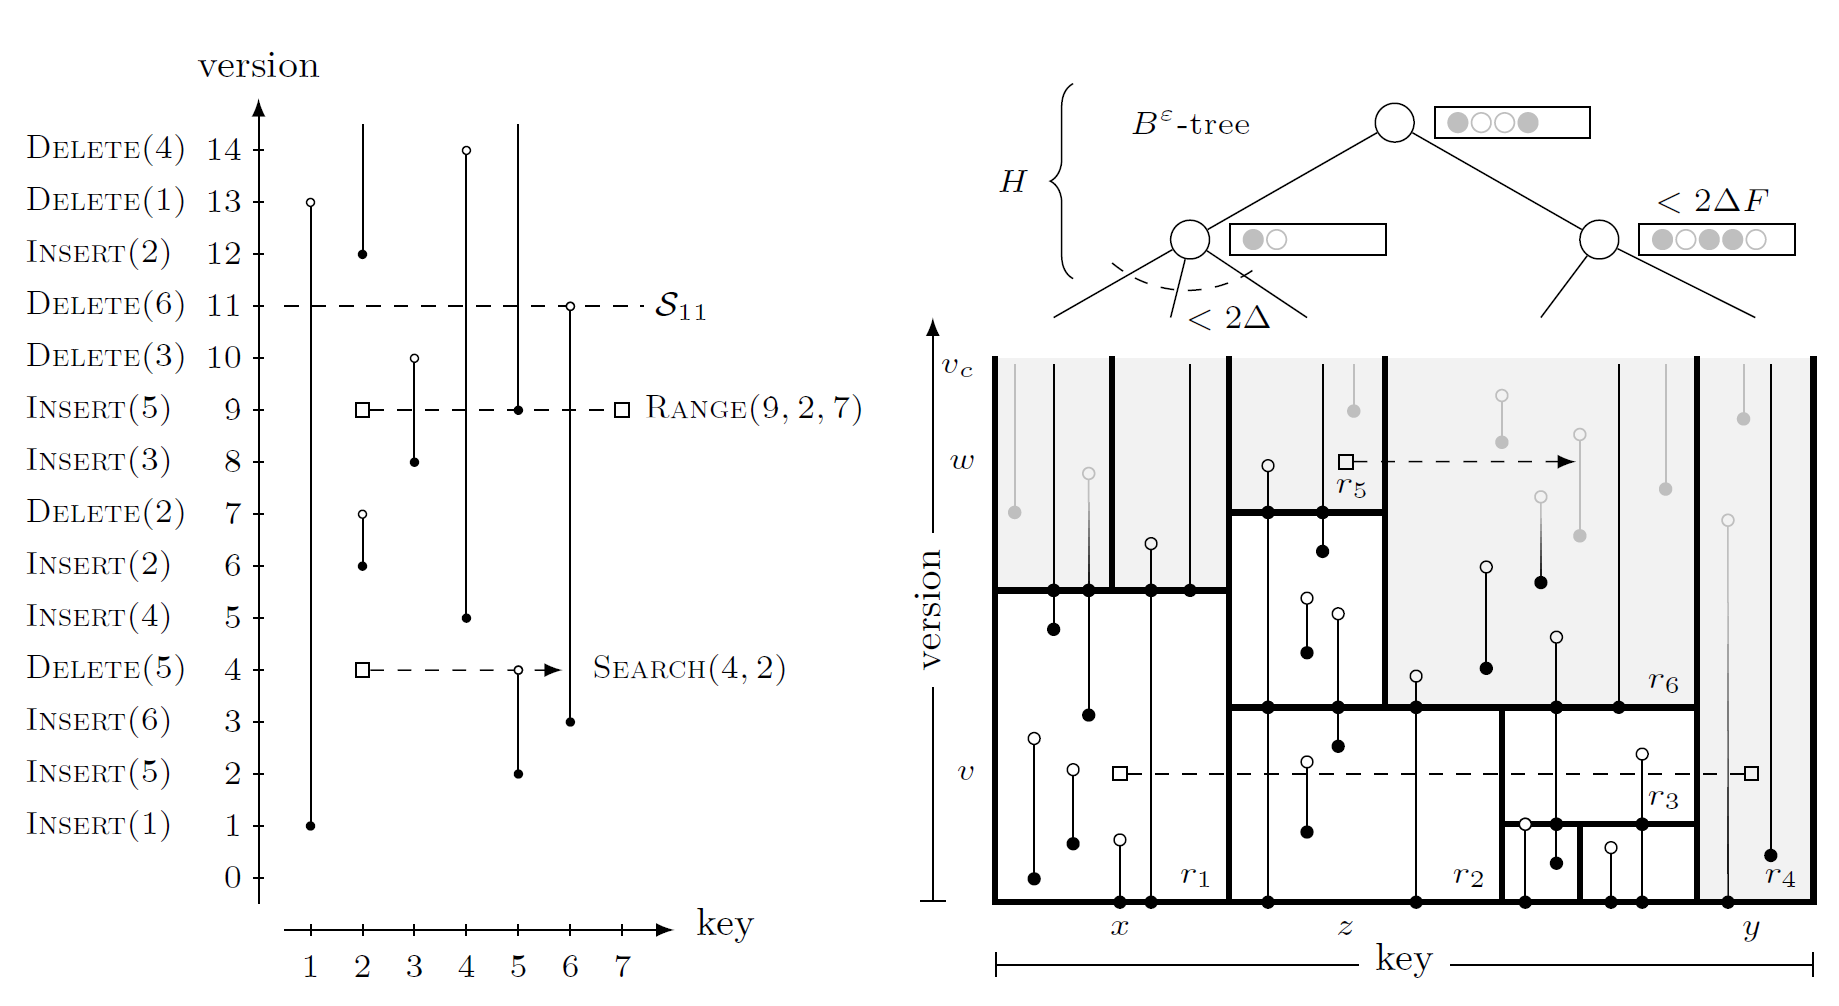 version
DELETE(4) 14
DELETE(1) 13
INSERT(2) 12
DELETE(6) 11 S₁₁
DELETE(3) 10
INSERT(5) 9 RANGE(9, 2, 7)
INSERT(3) 8
DELETE(2) 7
INSERT(2) 6
INSERT(4) 5
DELETE(5) 4 SEARCH(4, 2)
INSERT(6) 3
INSERT(5) 2
INSERT(1) 1
0
key
1 2 3 4 5 6 7
Bᵋ-tree
H
< 2ΔF
< 2Δ
v_c
w
r₅
version
r₆
v
r₃
r₁ r₂ r₄
x z y
key